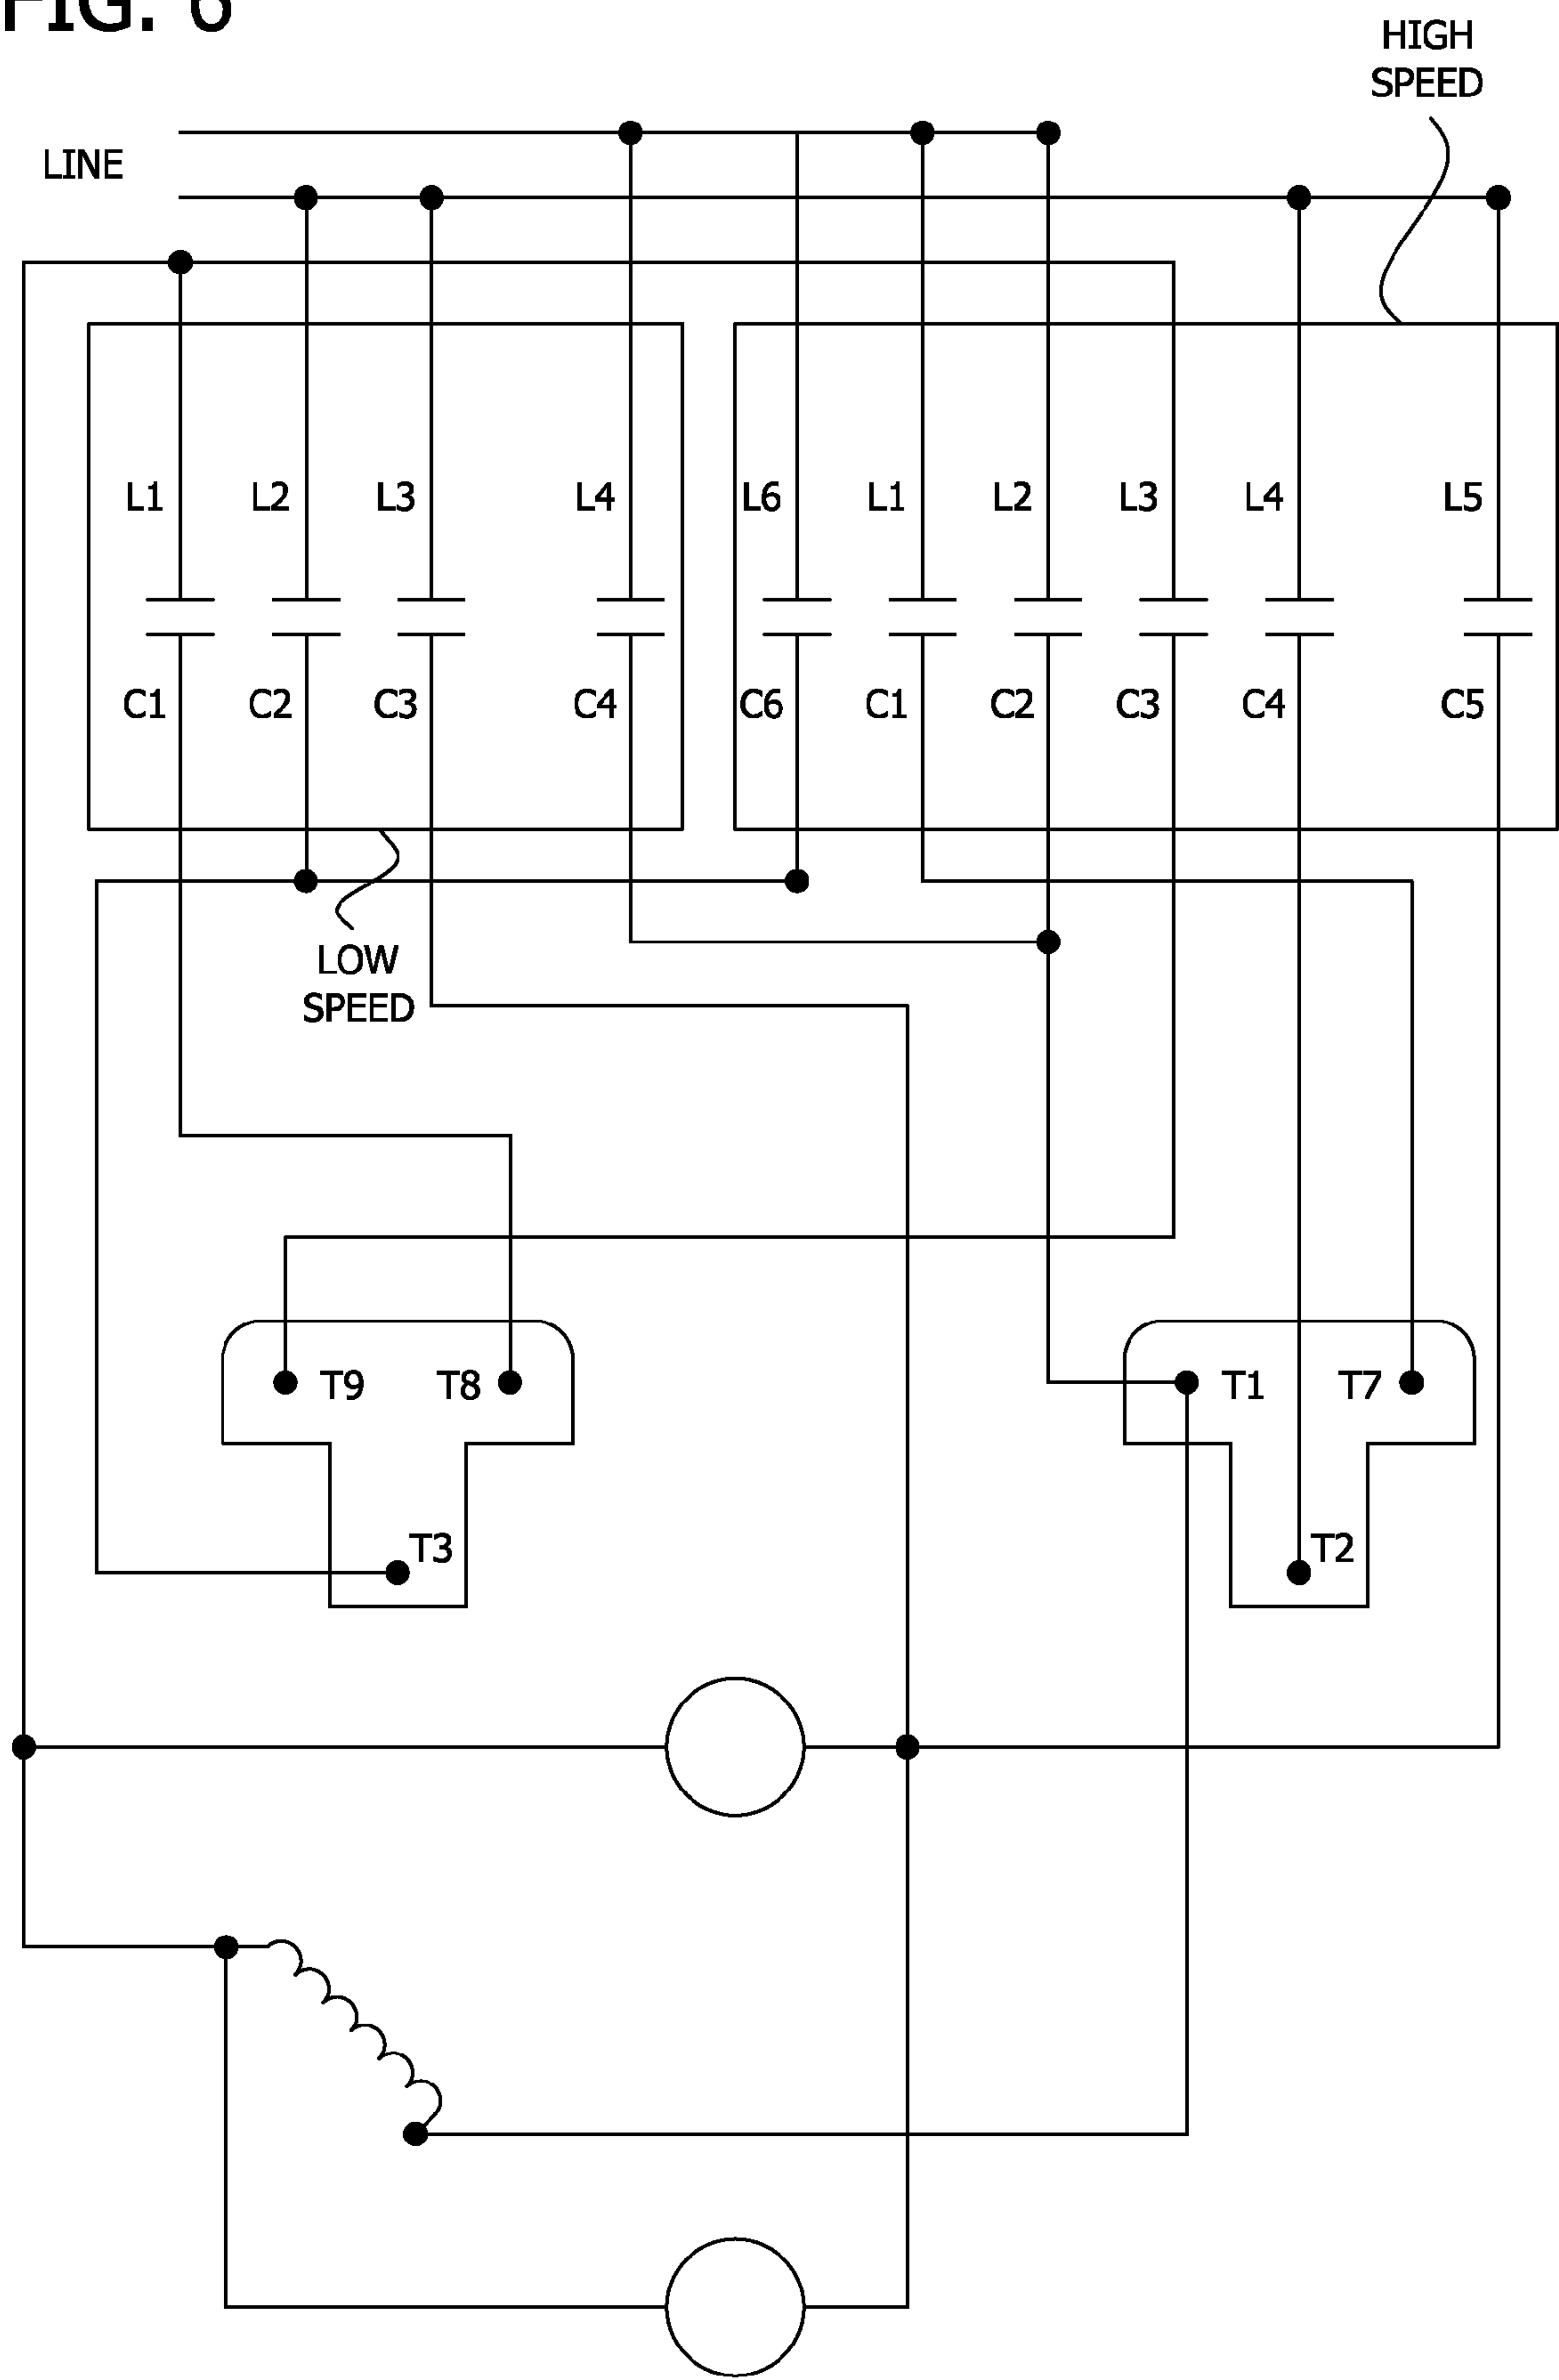 FIG. 6
HIGH
SPEED
LINE
L1 L2 L3 L4 L6 L1 L2 L3 L4 L5
C1 C2 C3 C4 C6 C1 C2 C3 C4 C5
LOW
SPEED
T9 T8 T1 T7
T3 T2